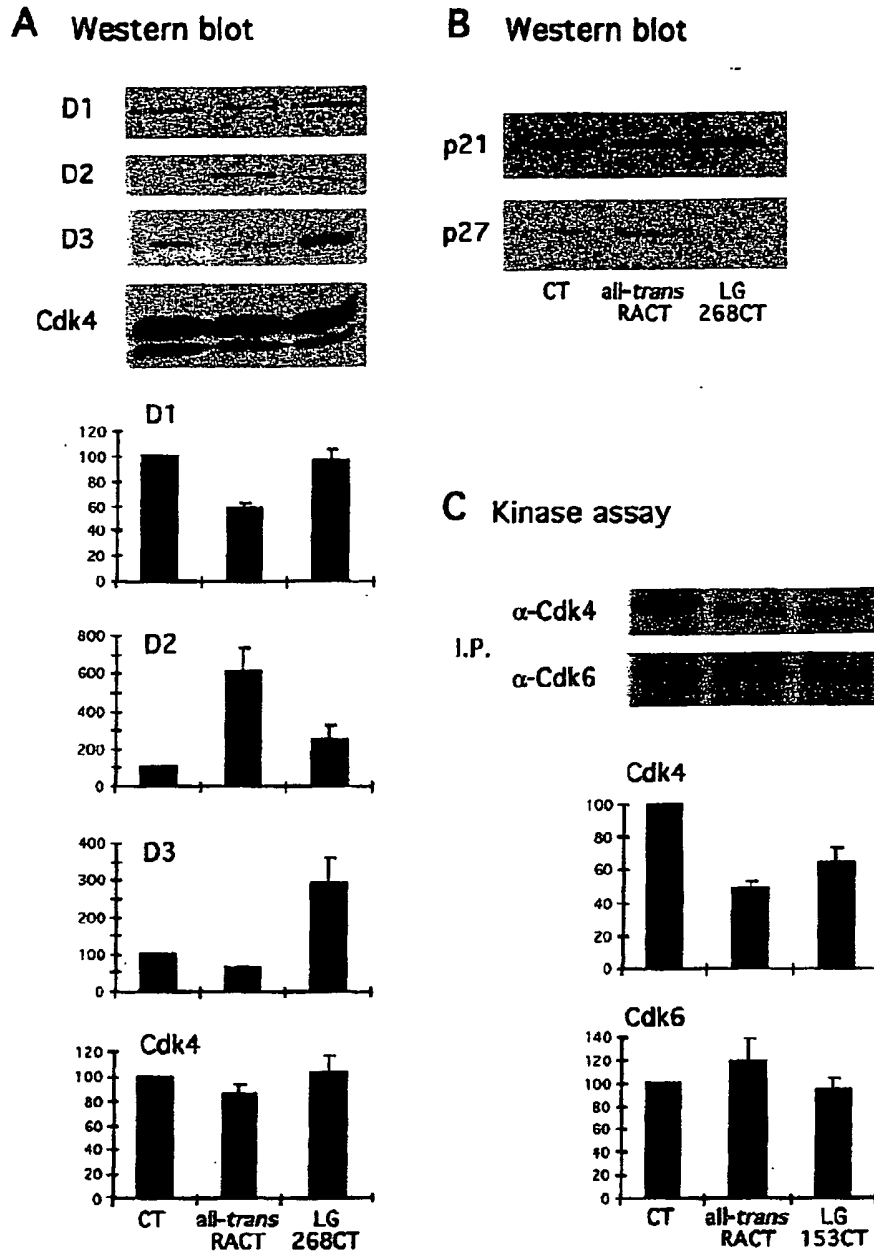 A Western blot
D1
D2
D3
Cdk4
D1
120
100
80
60
40
20
0
D2
800
600
400
200
0
D3
400
300
200
100
0
Cdk4
120
100
80
60
40
20
0
CT all-trans RACT LG 268CT
B Western blot
p21
p27
CT all-trans RACT LG 268CT
C Kinase assay
I.P.
α-Cdk4
α-Cdk6
Cdk4
100
80
60
40
20
0
Cdk6
140
120
100
80
60
40
20
0
CT all-trans RACT LG 153CT